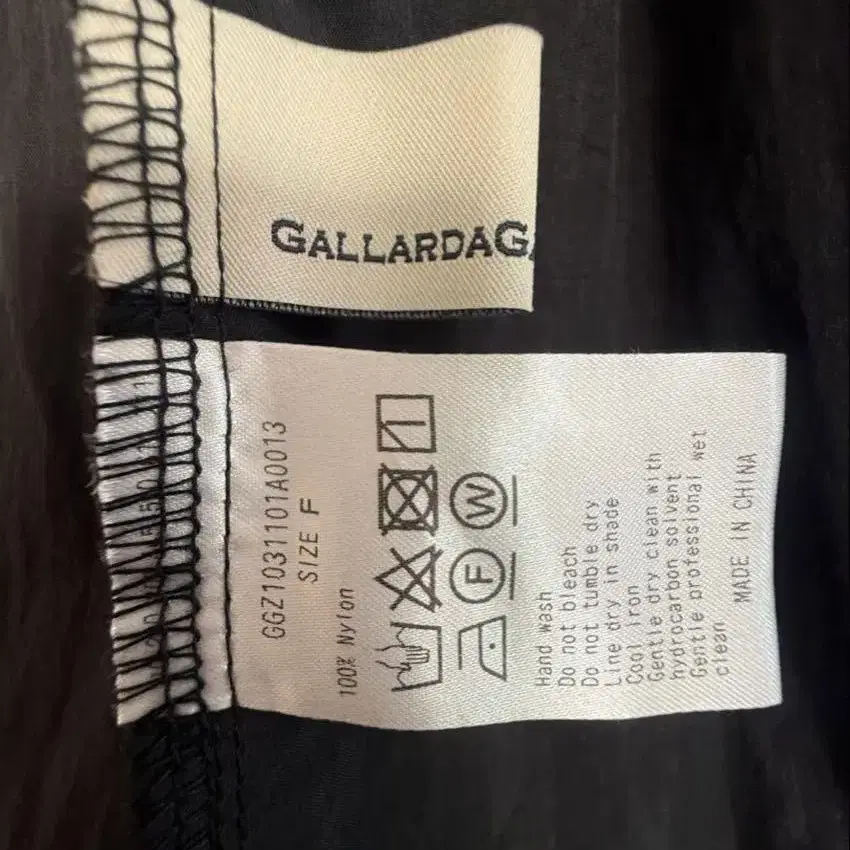 GALLARDAG
GGZ1031101A0013
SIZE F
100% Nylon
F
W
Hand wash
Do not bleach
Do not tumble dry
Line dry in shade
Cool iron
Gentle dry clean with
hydrocarbon solvent
Gentle professional wet
clean
MADE IN CHINA